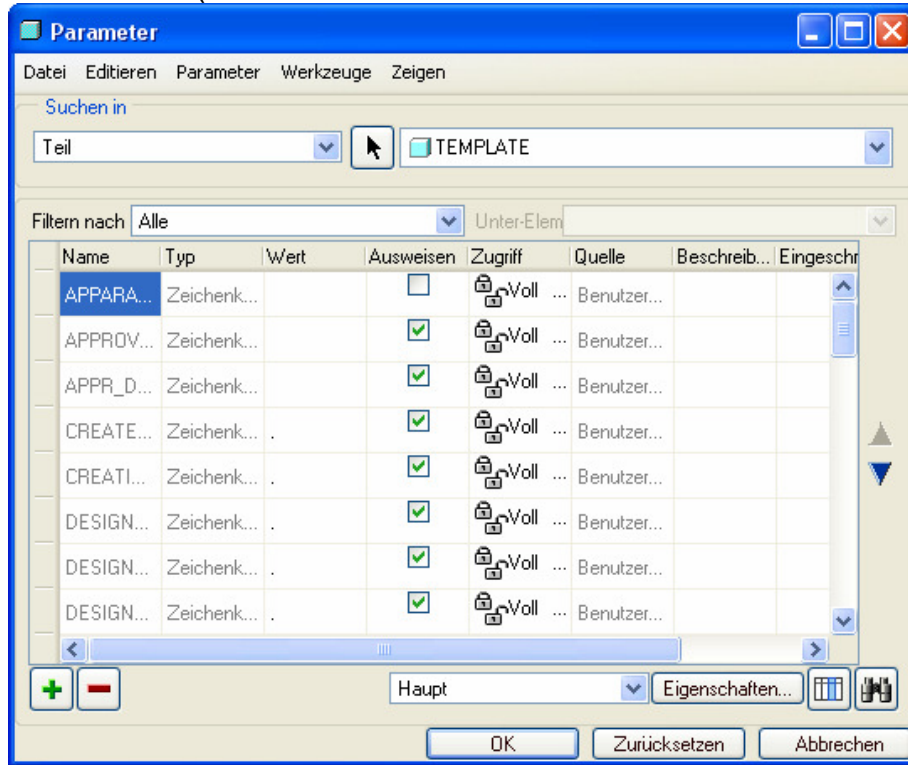 Parameter
Datei Editieren Parameter Werkzeuge Zeigen
Suchen in
Teil TEMPLATE
Filtern nach Alle Unter-Elem
Name Typ Wert Ausweisen Zugriff Quelle Beschreib... Eingeschr
APPARA... Zeichenk... Voll ... Benutzer...
APPROV... Zeichenk... Voll ... Benutzer...
APPR_D... Zeichenk... Voll ... Benutzer...
CREATE... Zeichenk... . Voll ... Benutzer...
CREATI... Zeichenk... . Voll ... Benutzer...
DESIGN... Zeichenk... . Voll ... Benutzer...
DESIGN... Zeichenk... . Voll ... Benutzer...
DESIGN... Zeichenk... . Voll ... Benutzer...
Haupt Eigenschaften...
OK Zurücksetzen Abbrechen